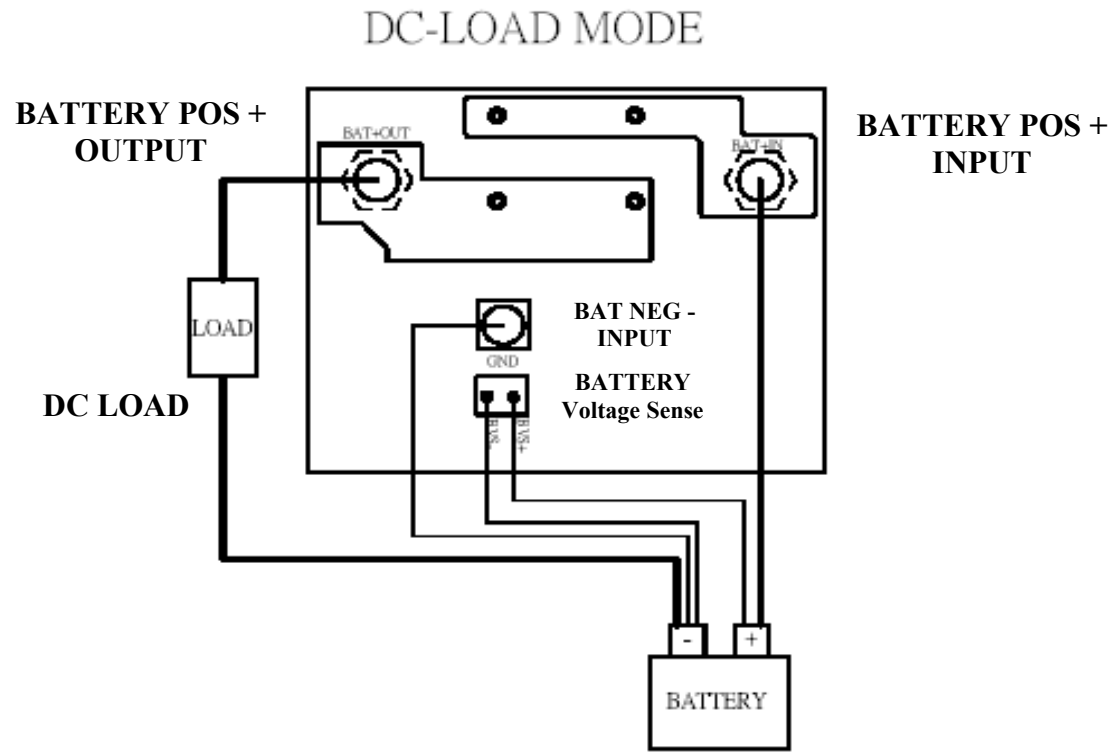 DC-LOAD MODE
BATTERY POS +
OUTPUT
BAT+OUT
BAT+IN
BATTERY POS +
INPUT
LOAD
DC LOAD
BAT NEG -
INPUT
GND
BATTERY
Voltage Sense
BVS-
BVS+
-
+
BATTERY